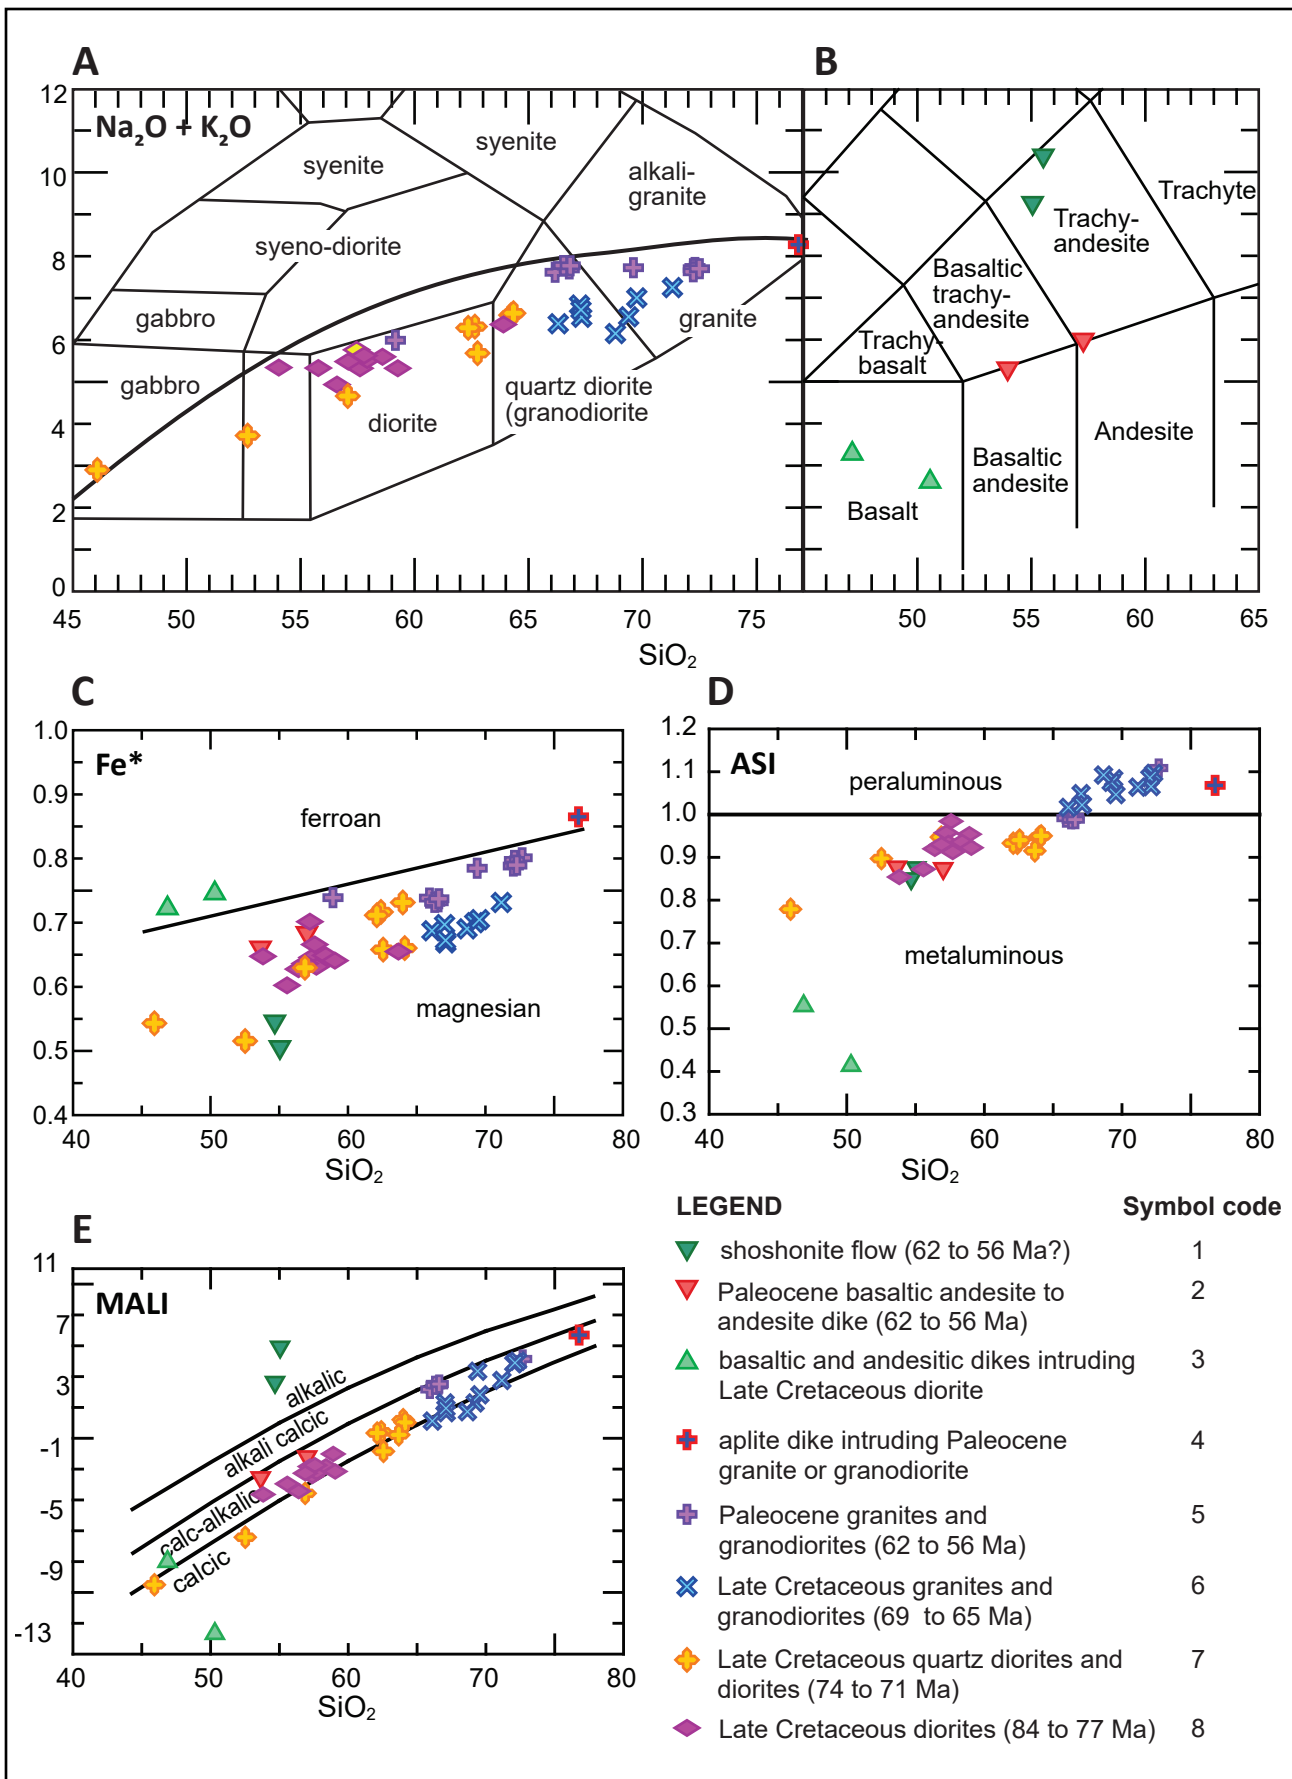 A
B
12
10
8
6
4
2
0
Na₂O + K₂O
syenite
syenite
alkali-
granite
syeno-diorite
gabbro
gabbro
diorite
quartz diorite
(granodiorite
granite
45
50
55
60
65
70
75
Trachyte
Trachy-
andesite
Basaltic
trachy-
andesite
Trachy-
basalt
Andesite
Basaltic
andesite
Basalt
50
55
60
65
SiO₂
C
1.0
0.9
0.8
0.7
0.6
0.5
0.4
Fe*
ferroan
magnesian
40
50
60
70
80
SiO₂
D
1.2
1.1
1.0
0.9
0.8
0.7
0.6
0.5
0.4
0.3
ASI
peraluminous
metaluminous
40
50
60
70
80
SiO₂
E
11
7
3
-1
-5
-9
-13
MALI
alkalic
alkali calcic
calc-alkalic
calcic
40
50
60
70
80
SiO₂
LEGEND Symbol code
shoshonite flow (62 to 56 Ma?) 1
Paleocene basaltic andesite to 2
andesite dike (62 to 56 Ma)
basaltic and andesitic dikes intruding 3
Late Cretaceous diorite
aplite dike intruding Paleocene 4
granite or granodiorite
Paleocene granites and 5
granodiorites (62 to 56 Ma)
Late Cretaceous granites and 6
granodiorites (69 to 65 Ma)
Late Cretaceous quartz diorites and 7
diorites (74 to 71 Ma)
Late Cretaceous diorites (84 to 77 Ma) 8